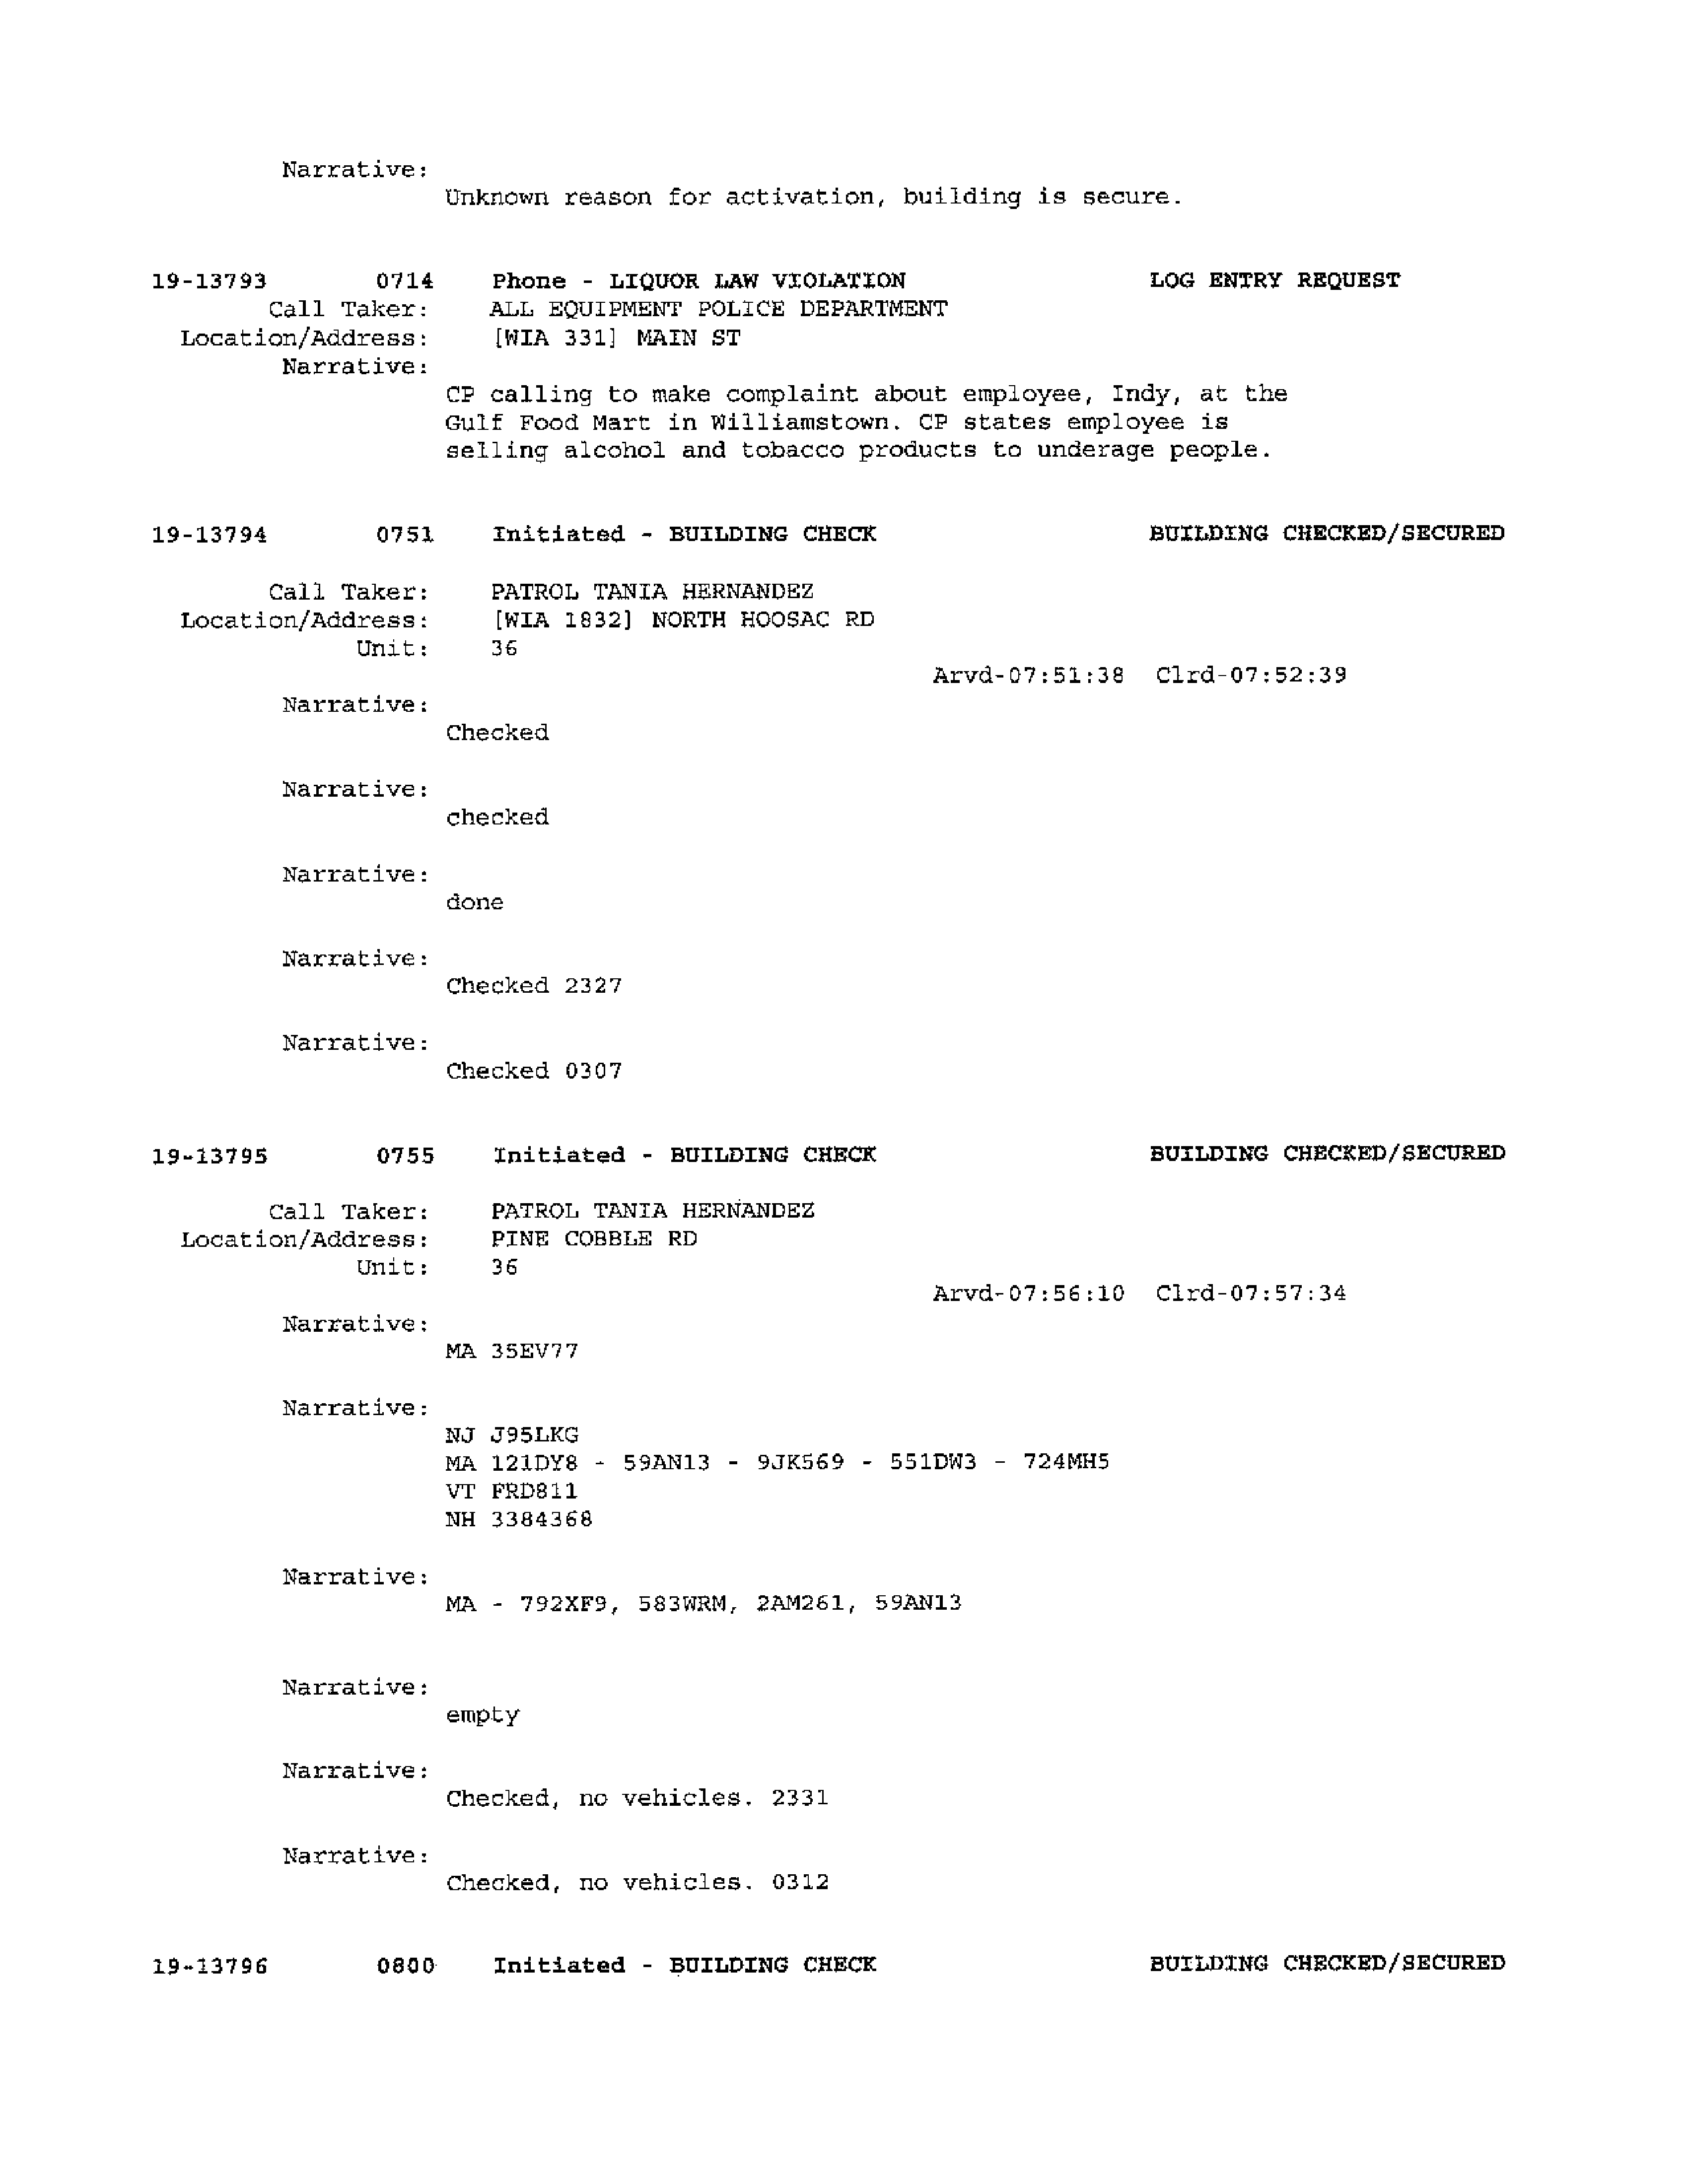 Narrative:
Unknown reason for activation, building is secure.
19-13793 0714 Phone - LIQUOR LAW VIOLATION LOG ENTRY REQUEST
Call Taker: ALL EQUIPMENT POLICE DEPARTMENT
Location/Address: [WIA 331] MAIN ST
Narrative:
CP calling to make complaint about employee, Indy, at the
Gulf Food Mart in Williamstown. CP states employee is
selling alcohol and tobacco products to underage people.
19-13794 0751 Initiated - BUILDING CHECK BUILDING CHECKED/SECURED
Call Taker: PATROL TANIA HERNANDEZ
Location/Address: [WIA 1832] NORTH HOOSAC RD
Unit: 36
Arvd-07:51:38 Clrd-07:52:39
Narrative:
Checked
Narrative:
checked
Narrative:
done
Narrative:
Checked 2327
Narrative:
Checked 0307
19-13795 0755 Initiated - BUILDING CHECK BUILDING CHECKED/SECURED
Call Taker: PATROL TANIA HERNANDEZ
Location/Address: PINE COBBLE RD
Unit: 36
Arvd-07:56:10 Clrd-07:57:34
Narrative:
MA 35EV77
Narrative:
NJ J95LKG
MA 121DY8 - 59AN13 - 9JK569 - 551DW3 - 724MH5
VT FRD811
NH 3384368
Narrative:
MA - 792XF9, 583WRM, 2AM261, 59AN13
Narrative:
empty
Narrative:
Checked, no vehicles. 2331
Narrative:
Checked, no vehicles. 0312
19-13796 0800 Initiated - BUILDING CHECK BUILDING CHECKED/SECURED